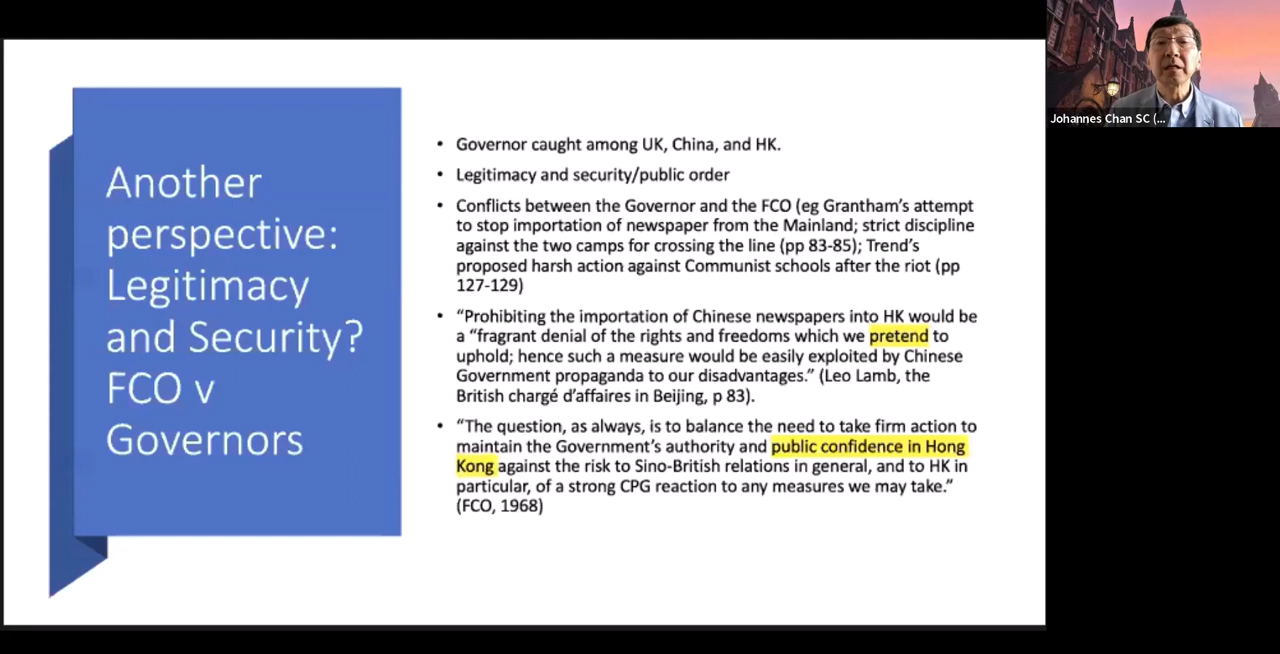 Another
perspective:
Legitimacy
and Security?
FCO v
Governors
• Governor caught among UK, China, and HK.
• Legitimacy and security/public order
• Conflicts between the Governor and the FCO (eg Grantham's attempt
to stop importation of newspaper from the Mainland; strict discipline
against the two camps for crossing the line (pp 83-85); Trend's
proposed harsh action against Communist schools after the riot (pp
127-129)
• “Prohibiting the importation of Chinese newspapers into HK would be
a “fragrant denial of the rights and freedoms which we pretend to
uphold; hence such a measure would be easily exploited by Chinese
Government propaganda to our disadvantages.” (Leo Lamb, the
British chargé d'affaires in Beijing, p 83).
• “The question, as always, is to balance the need to take firm action to
maintain the Government's authority and public confidence in Hong
Kong against the risk to Sino-British relations in general, and to HK in
particular, of a strong CPG reaction to any measures we may take.”
(FCO, 1968)
Johannes Chan SC (...